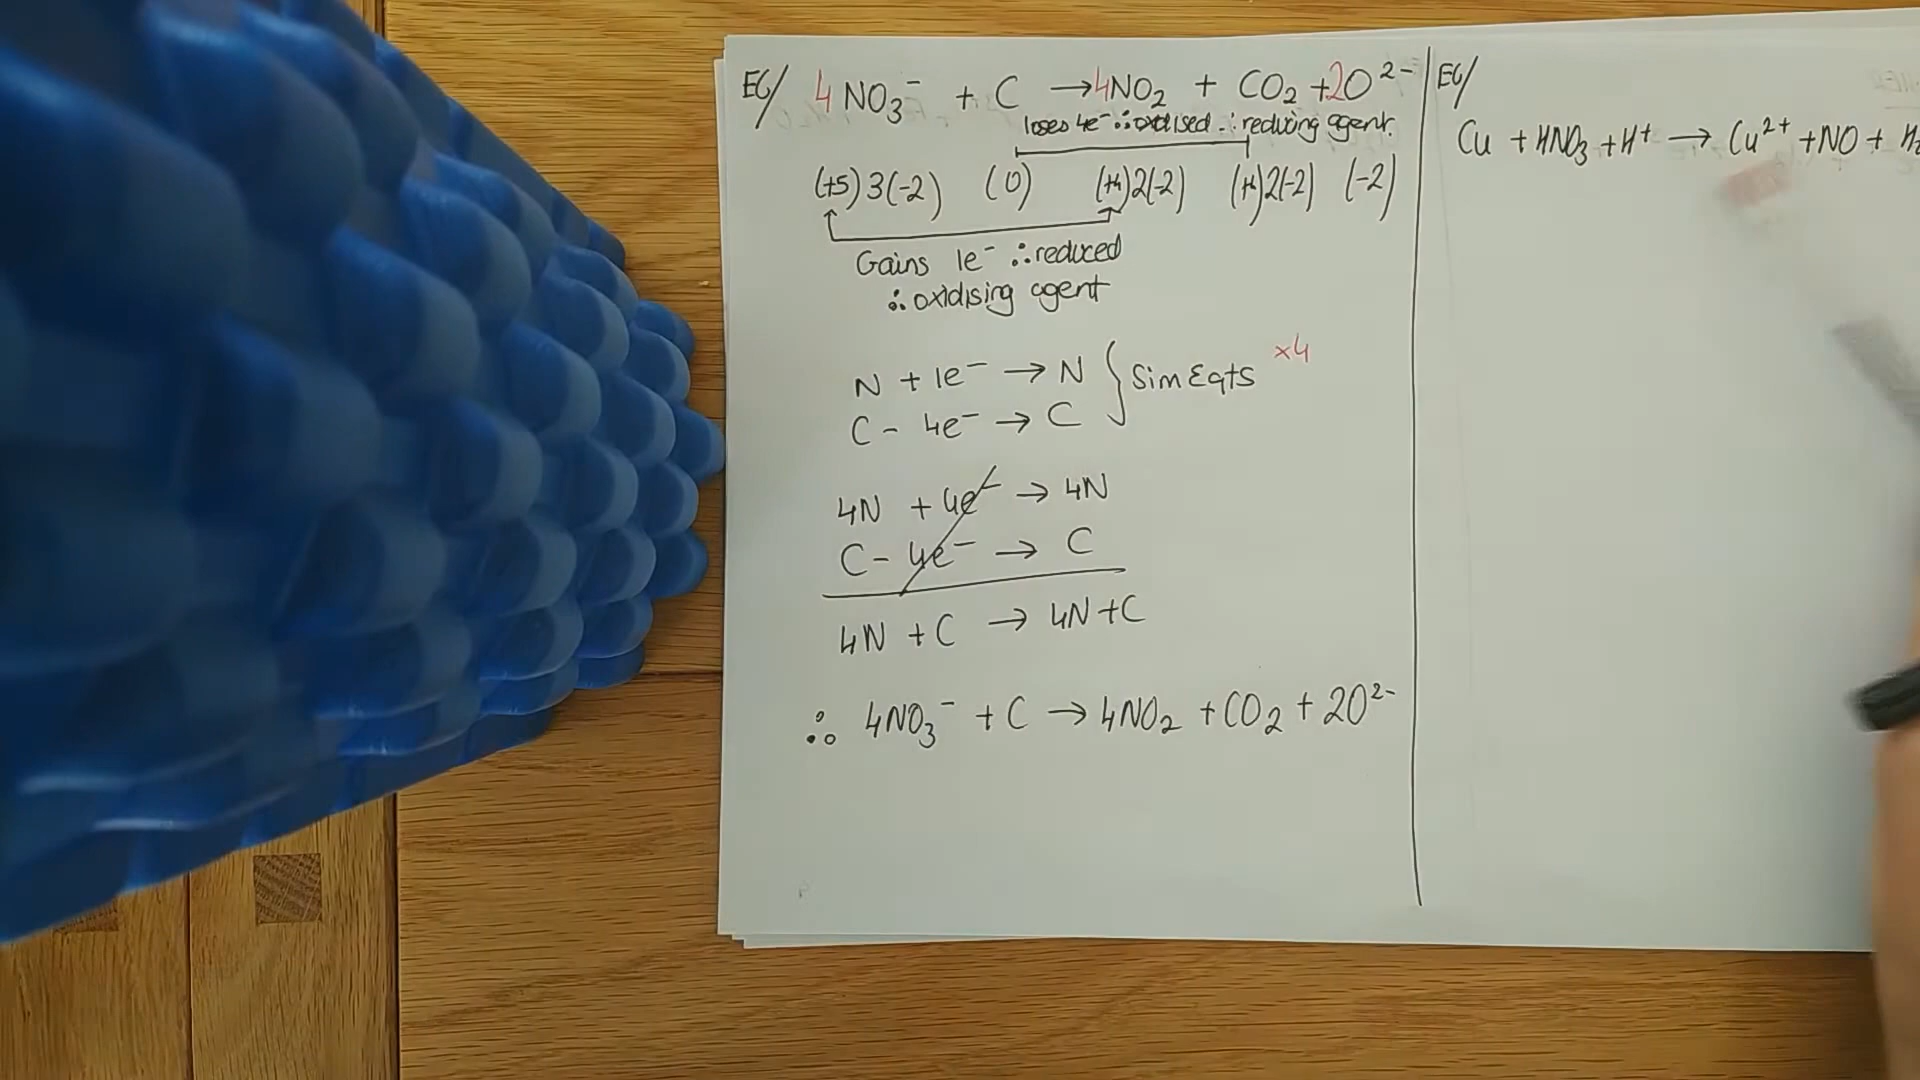 EG/ 4NO3⁻ + C → 4NO2 + CO2 + 2O²⁻
loses 4e⁻ ∴ oxidised ∴ reducing agent.
(+5)3(-2) (0) (+4)2(-2) (+4)2(-2) (-2)
Gains 1e⁻ ∴ reduced
∴ oxidising agent
N + 1e⁻ → N } Sim Eqts ×4
C - 4e⁻ → C
4N + 4e⁻ → 4N
C - 4e⁻ → C
4N + C → 4N + C
∴ 4NO3⁻ + C → 4NO2 + CO2 + 2O²⁻
EG/
Cu + HNO3 + H⁺ → Cu²⁺ + NO + H2